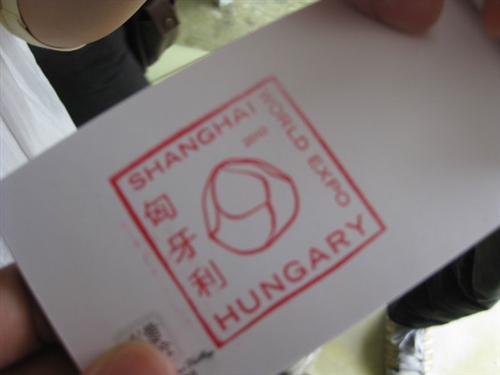 SHANGHAI
WORLD EXPO
2010
匈牙利
HUNGARY